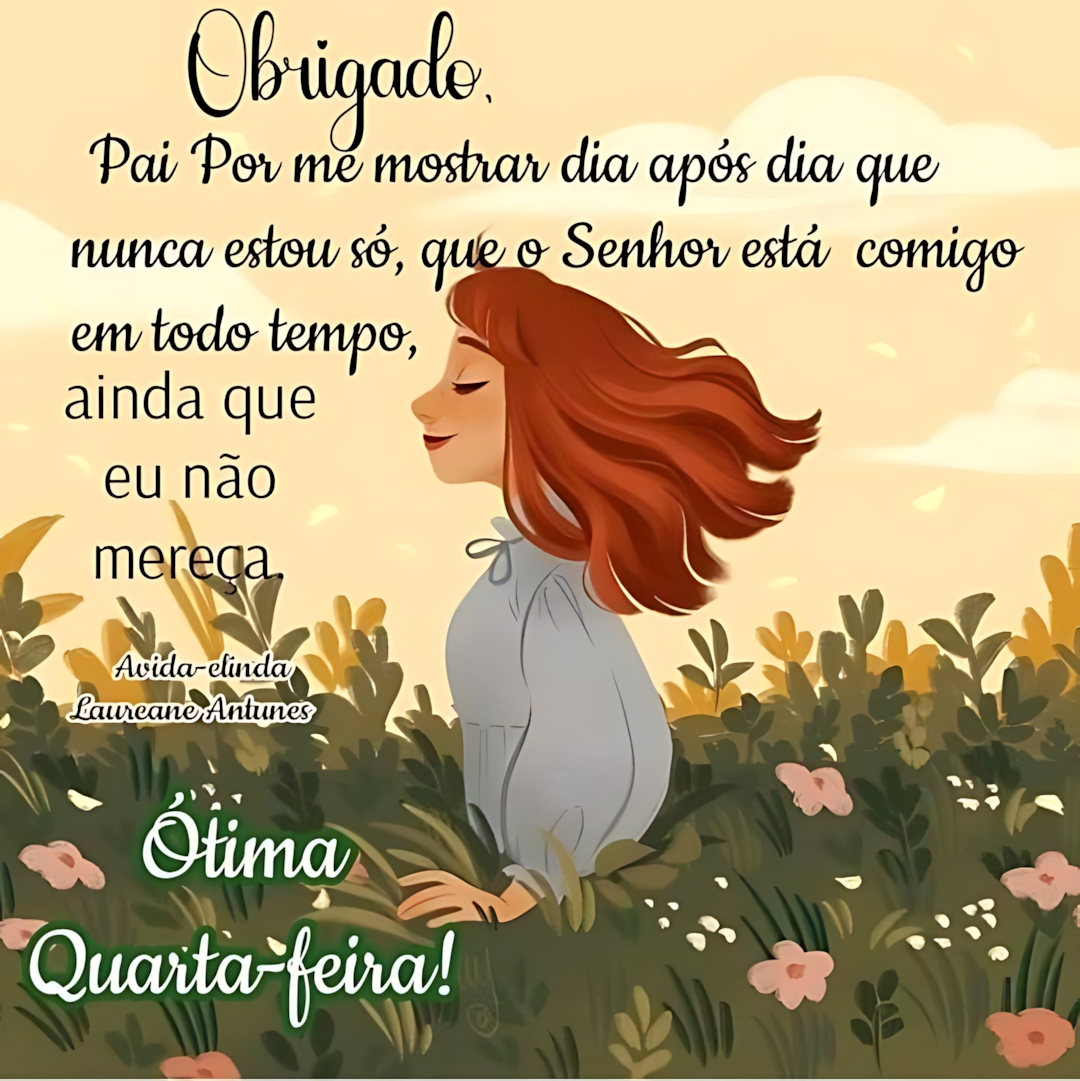 Obrigado,
Pai Por me mostrar dia após dia que
nunca estou só, que o Senhor está comigo
em todo tempo,
ainda que
eu não
mereça.
Avida-elinda
Laureane Antunes
Ótima
Quarta-feira!